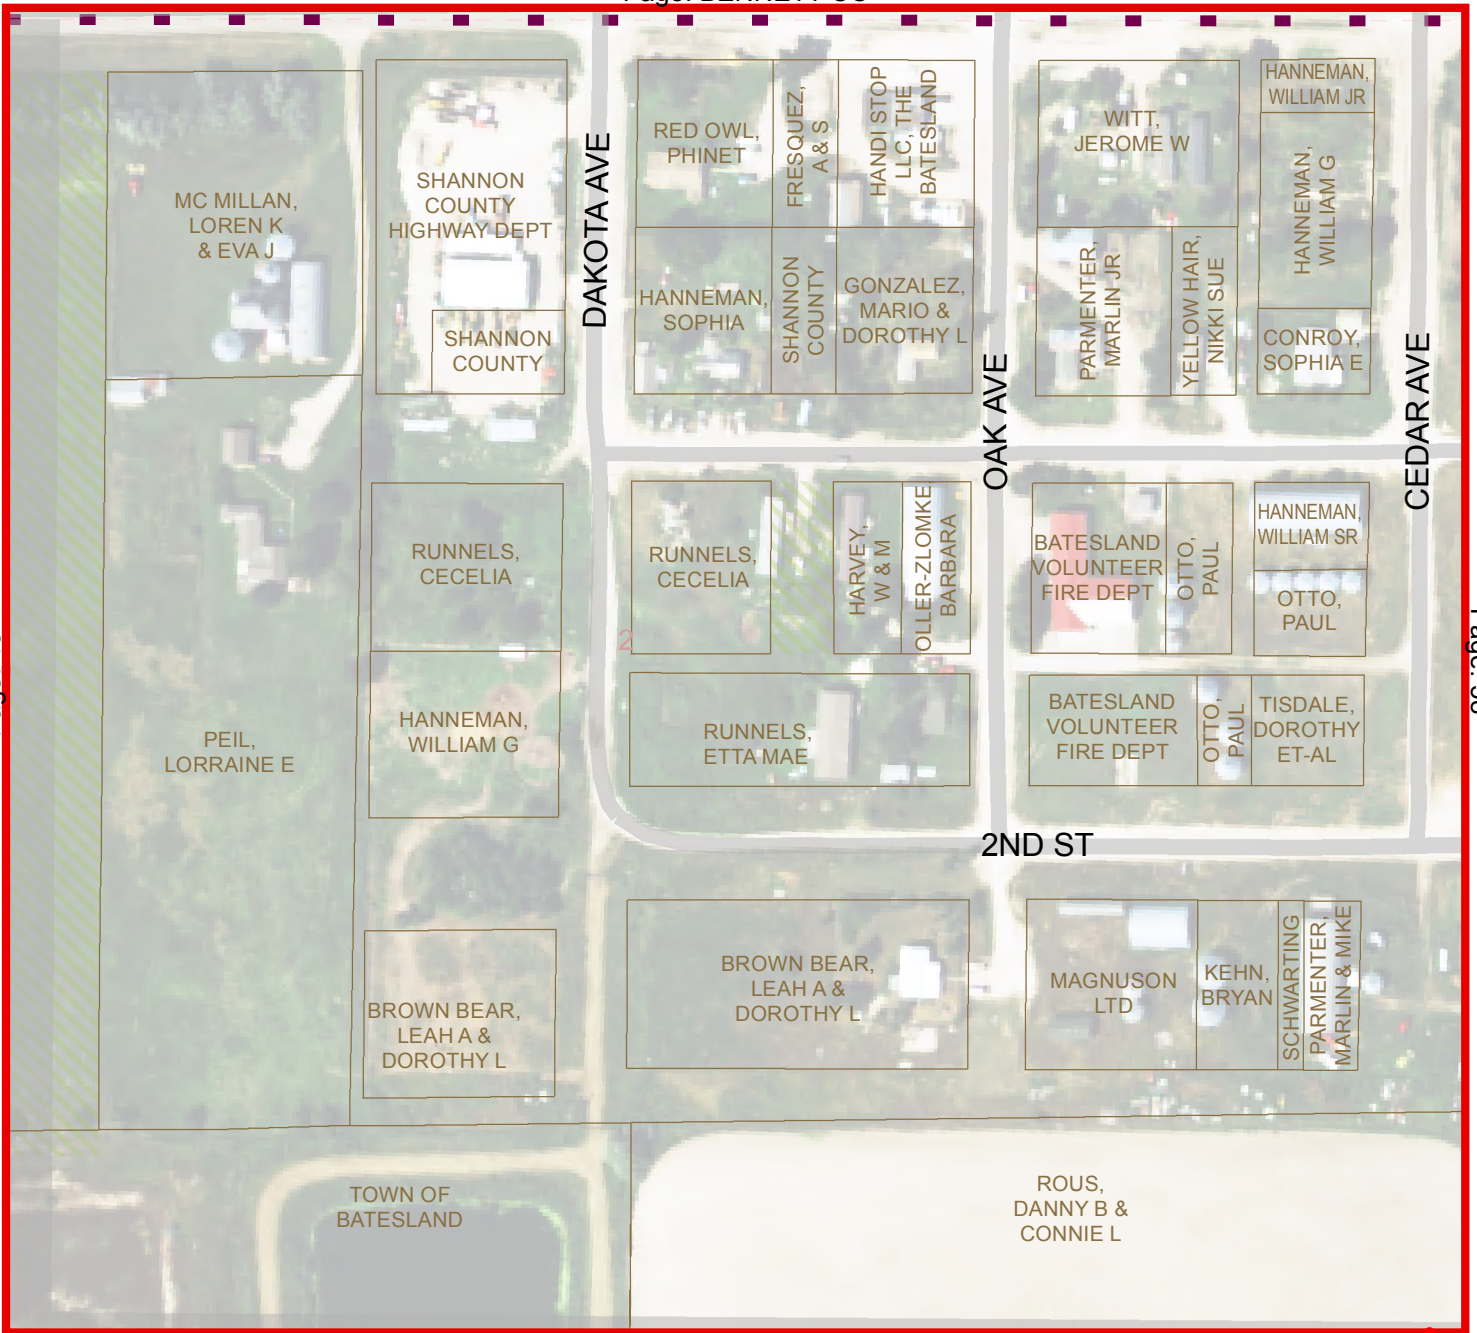 MC MILLAN,
LOREN K
& EVA J
SHANNON
COUNTY
HIGHWAY DEPT
SHANNON
COUNTY
DAKOTA AVE
RED OWL,
PHINET
FRESQUEZ,
A & S
HANDI STOP
LLC, THE
BATESLAND
HANNEMAN,
SOPHIA
SHANNON
COUNTY
GONZALEZ,
MARIO &
DOROTHY L
OAK AVE
WITT,
JEROME W
HANNEMAN,
WILLIAM JR
HANNEMAN,
WILLIAM G
PARMENTER,
MARLIN JR
YELLOW HAIR,
NIKKI SUE
CONROY,
SOPHIA E
CEDAR AVE
RUNNELS,
CECELIA
RUNNELS,
CECELIA
HARVEY,
W & M
OLLER-ZLOMKE
BARBARA
BATESLAND
VOLUNTEER
FIRE DEPT
OTTO,
PAUL
HANNEMAN,
WILLIAM SR
OTTO,
PAUL
2
PEIL,
LORRAINE E
HANNEMAN,
WILLIAM G
RUNNELS,
ETTA MAE
BATESLAND
VOLUNTEER
FIRE DEPT
OTTO,
PAUL
TISDALE,
DOROTHY
ET-AL
2ND ST
BROWN BEAR,
LEAH A &
DOROTHY L
BROWN BEAR,
LEAH A &
DOROTHY L
MAGNUSON
LTD
KEHN,
BRYAN
SCHWARTING
PARMENTER,
MARLIN & MIKE
TOWN OF
BATESLAND
ROUS,
DANNY B &
CONNIE L